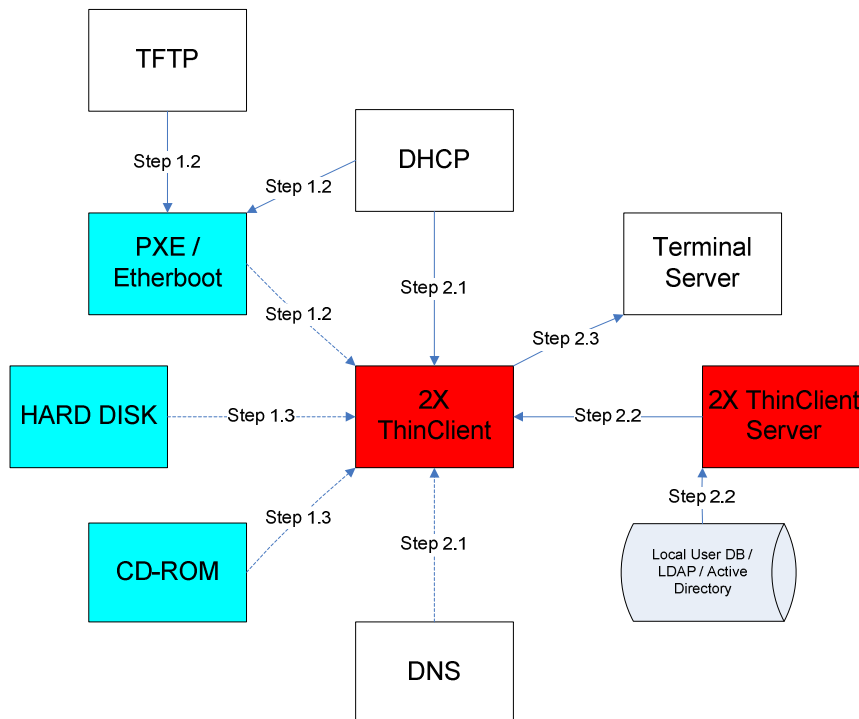 TFTP
Step 1.2
DHCP
Step 1.2
PXE /
Etherboot
Terminal
Server
Step 2.1
Step 1.2
Step 2.3
HARD DISK
Step 1.3
2X
ThinClient
Step 2.2
2X ThinClient
Server
Step 2.2
Step 1.3
CD-ROM
Step 2.1
Local User DB /
LDAP / Active
Directory
DNS